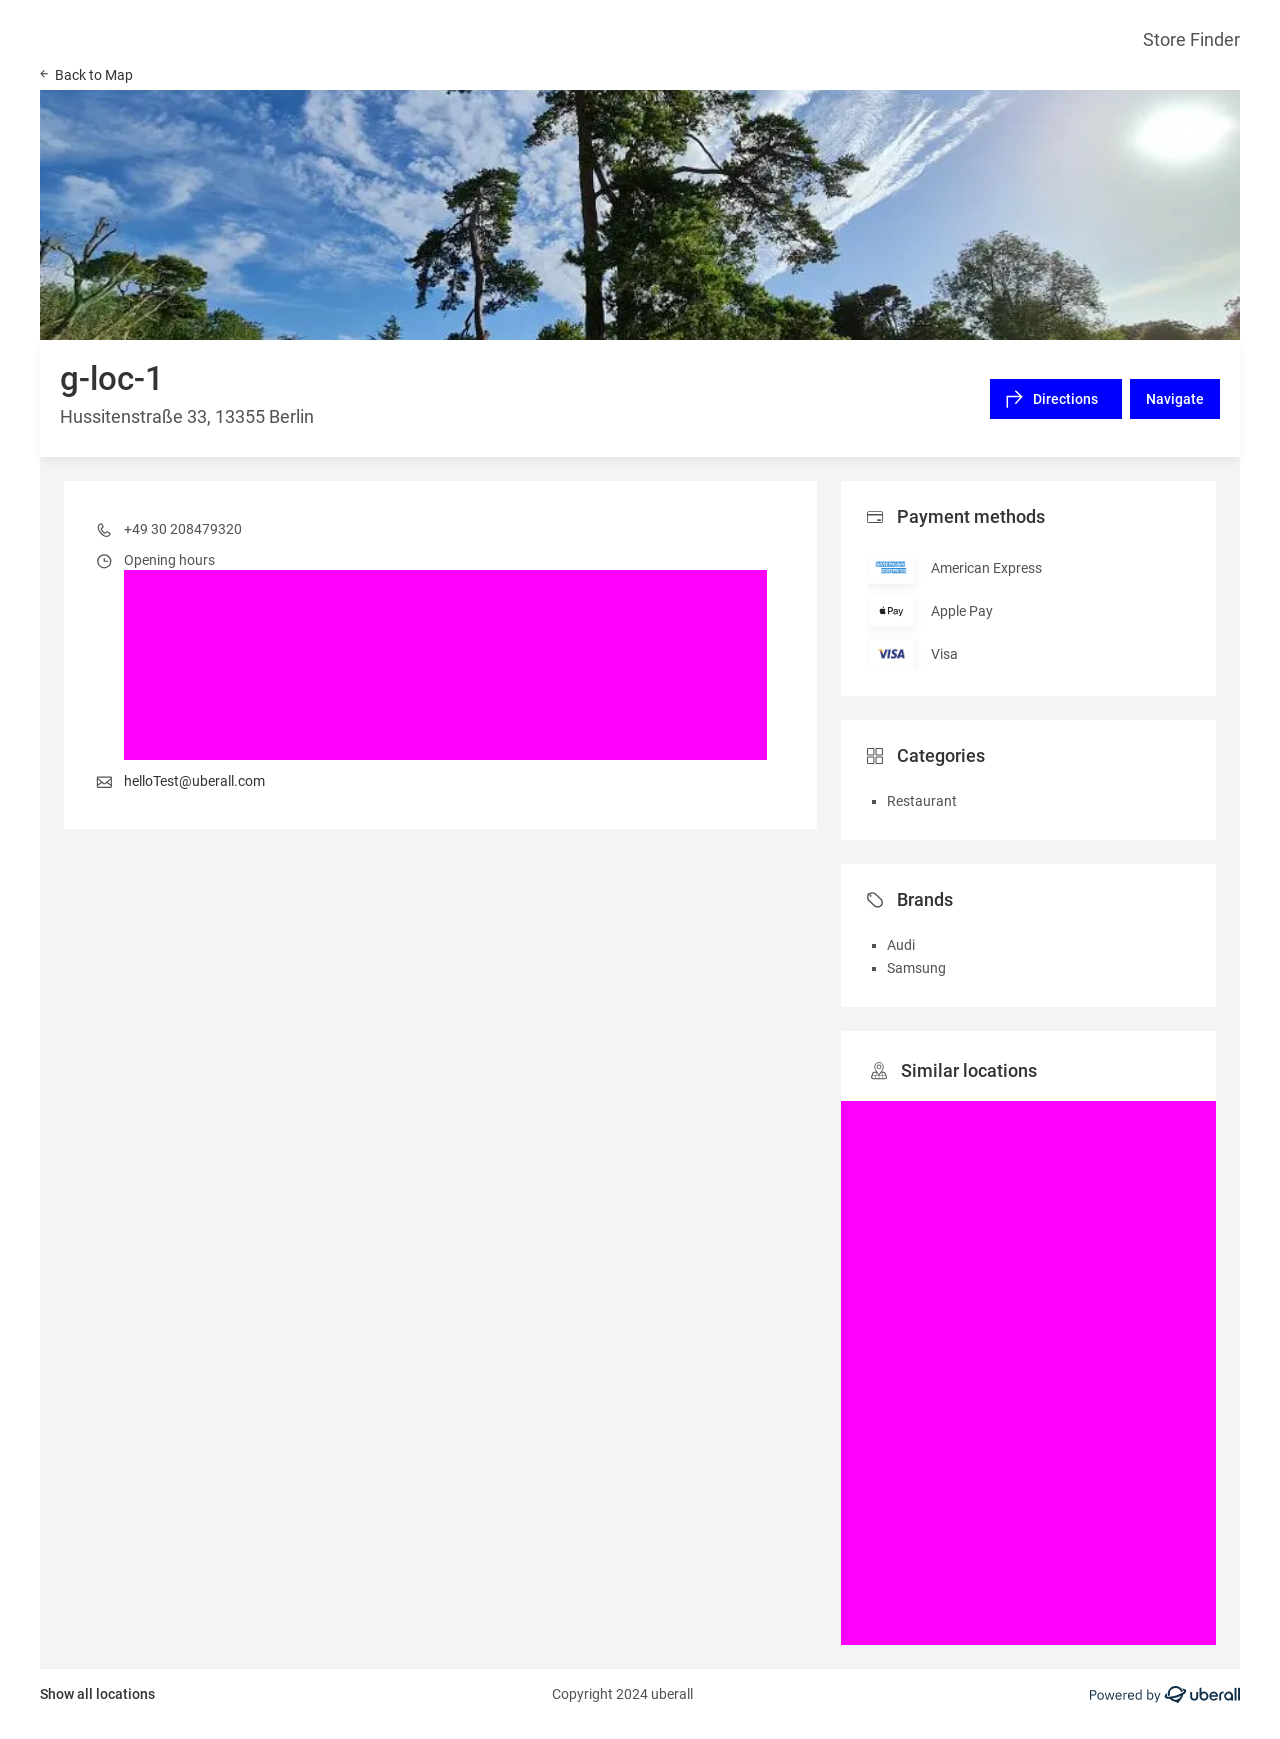 Store Finder
Back to Map
g-loc-1
Hussitenstraße 33, 13355 Berlin
Directions
Navigate
+49 30 208479320
Opening hours
helloTest@uberall.com
Payment methods
AMERICAN EXPRESS
American Express
Pay
Apple Pay
VISA
Visa
Categories
Restaurant
Brands
Audi
Samsung
Similar locations
Show all locations
Copyright 2024 uberall
Powered by uberall